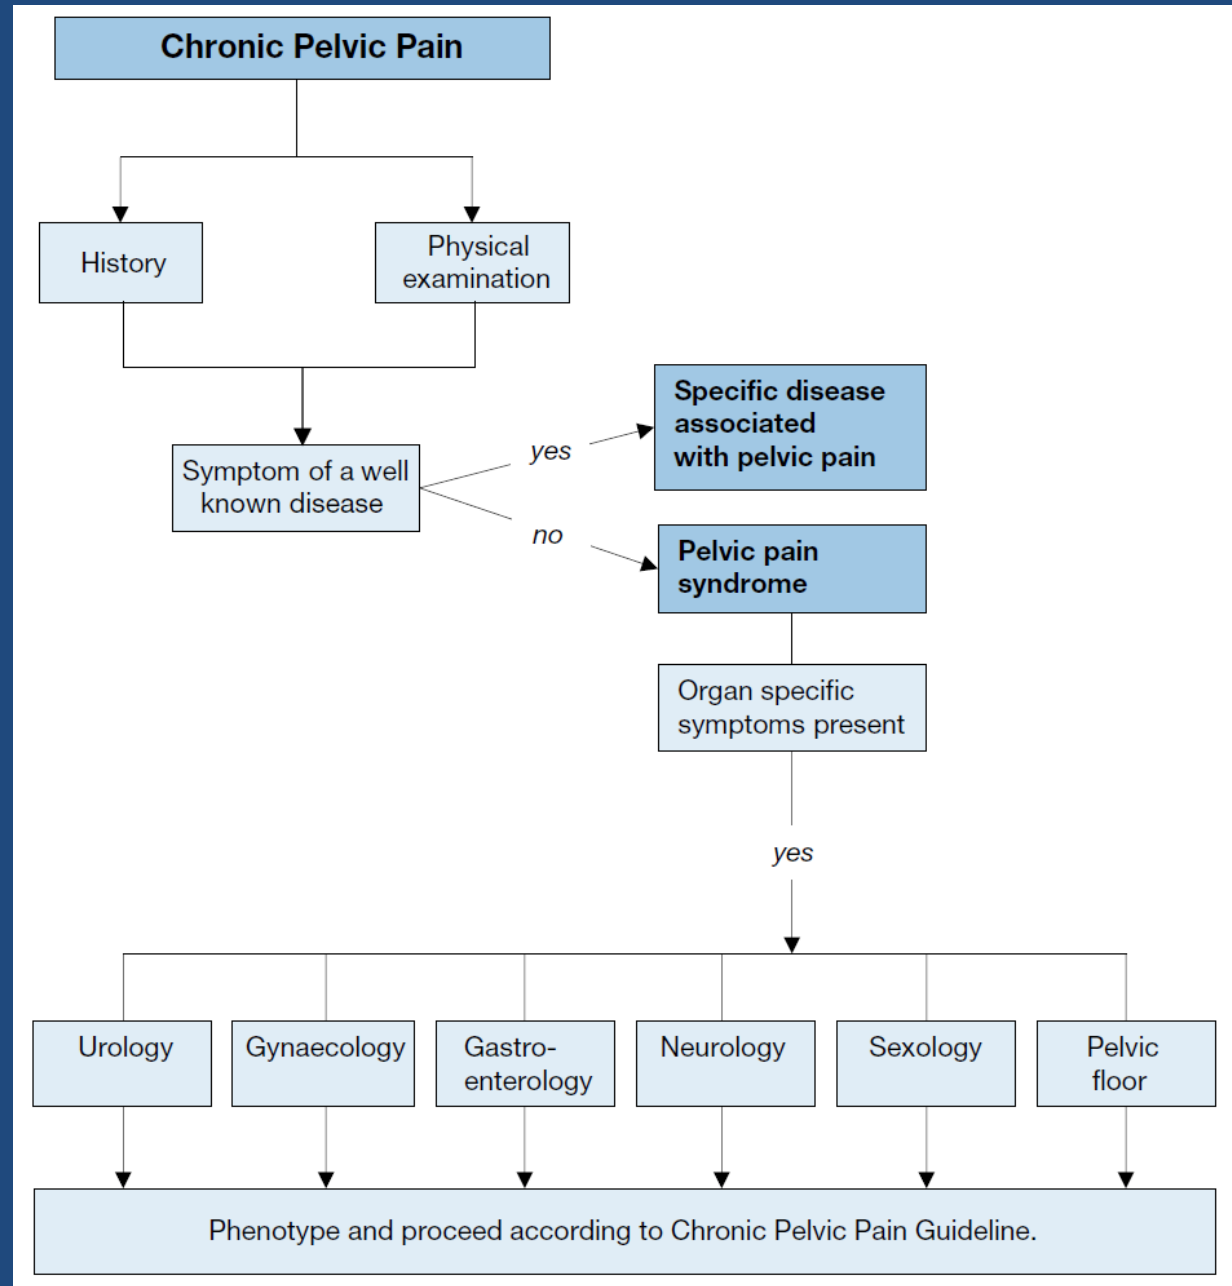 Chronic Pelvic Pain
History
Physical
examination
Symptom of a well
known disease
yes
Specific disease
associated
with pelvic pain
no
Pelvic pain
syndrome
Organ specific
symptoms present
yes
Urology
Gynaecology
Gastro-
enterology
Neurology
Sexology
Pelvic
floor
Phenotype and proceed according to Chronic Pelvic Pain Guideline.